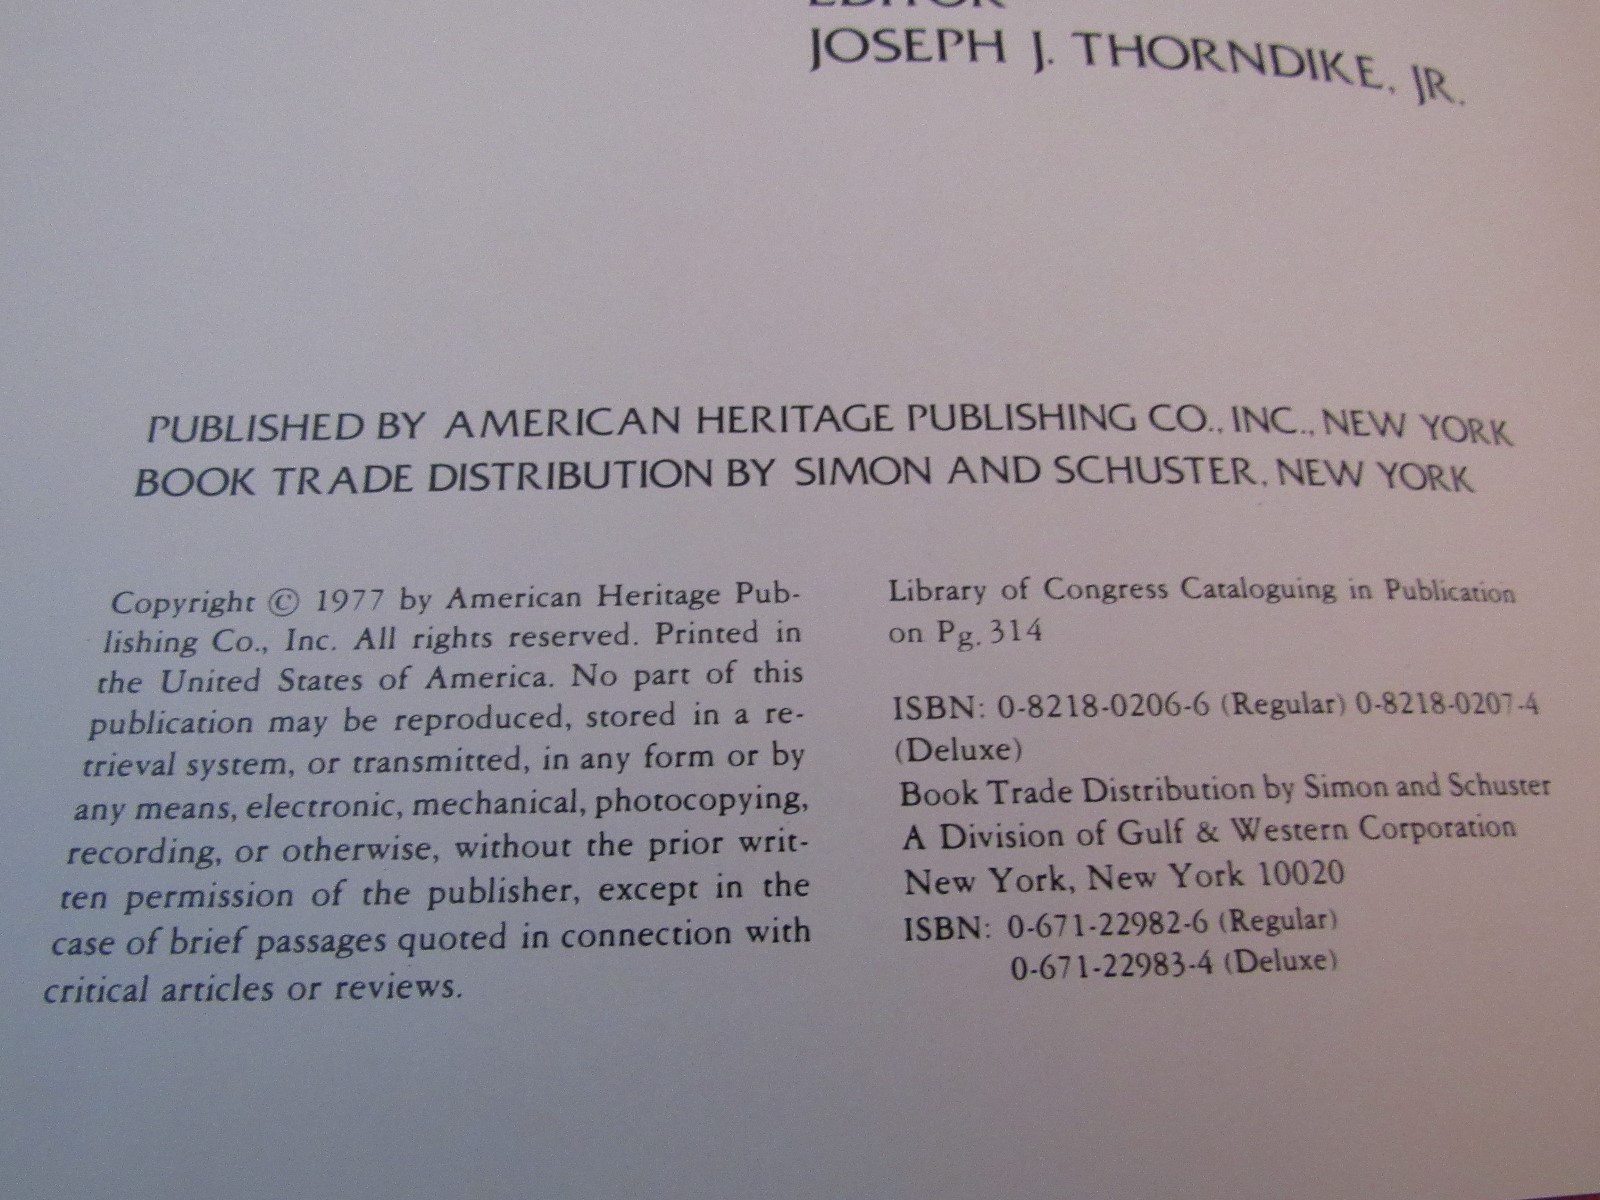 EDITOR
JOSEPH J. THORNDIKE, JR.
PUBLISHED BY AMERICAN HERITAGE PUBLISHING CO., INC., NEW YORK
BOOK TRADE DISTRIBUTION BY SIMON AND SCHUSTER, NEW YORK
Copyright © 1977 by American Heritage Pub-
lishing Co., Inc. All rights reserved. Printed in
the United States of America. No part of this
publication may be reproduced, stored in a re-
trieval system, or transmitted, in any form or by
any means, electronic, mechanical, photocopying,
recording, or otherwise, without the prior writ-
ten permission of the publisher, except in the
case of brief passages quoted in connection with
critical articles or reviews.
Library of Congress Cataloguing in Publication
on Pg. 314
ISBN: 0-8218-0206-6 (Regular) 0-8218-0207-4
(Deluxe)
Book Trade Distribution by Simon and Schuster
A Division of Gulf & Western Corporation
New York, New York 10020
ISBN: 0-671-22982-6 (Regular)
0-671-22983-4 (Deluxe)